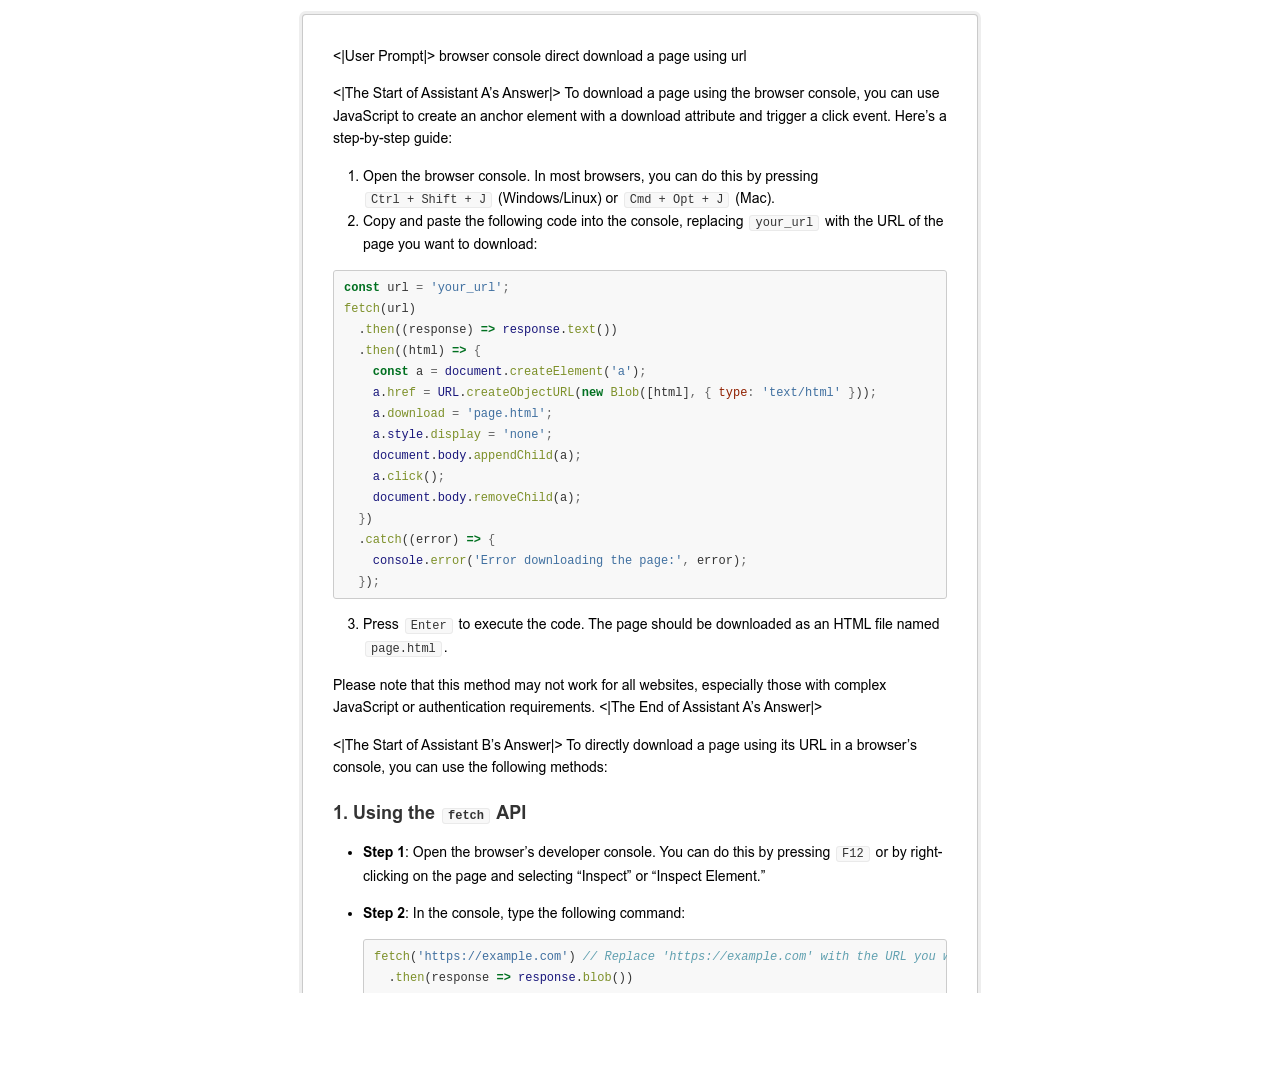 <|User Prompt|> browser console direct download a page using url
<|The Start of Assistant A’s Answer|> To download a page using the browser console, you can use
JavaScript to create an anchor element with a download attribute and trigger a click event. Here’s a
step-by-step guide:
1. Open the browser console. In most browsers, you can do this by pressing
Ctrl + Shift + J (Windows/Linux) or Cmd + Opt + J (Mac).
2. Copy and paste the following code into the console, replacing your_url with the URL of the
page you want to download:
const url = 'your_url';
fetch(url)
  .then((response) => response.text())
  .then((html) => {
    const a = document.createElement('a');
    a.href = URL.createObjectURL(new Blob([html], { type: 'text/html' }));
    a.download = 'page.html';
    a.style.display = 'none';
    document.body.appendChild(a);
    a.click();
    document.body.removeChild(a);
  })
  .catch((error) => {
    console.error('Error downloading the page:', error);
  });
3. Press Enter to execute the code. The page should be downloaded as an HTML file named
page.html .
Please note that this method may not work for all websites, especially those with complex
JavaScript or authentication requirements. <|The End of Assistant A’s Answer|>
<|The Start of Assistant B’s Answer|> To directly download a page using its URL in a browser’s
console, you can use the following methods:
1. Using the fetch API
• Step 1: Open the browser’s developer console. You can do this by pressing F12 or by right-
clicking on the page and selecting “Inspect” or “Inspect Element.”
• Step 2: In the console, type the following command:
fetch('https://example.com') // Replace 'https://example.com' with the URL you
  .then(response => response.blob())